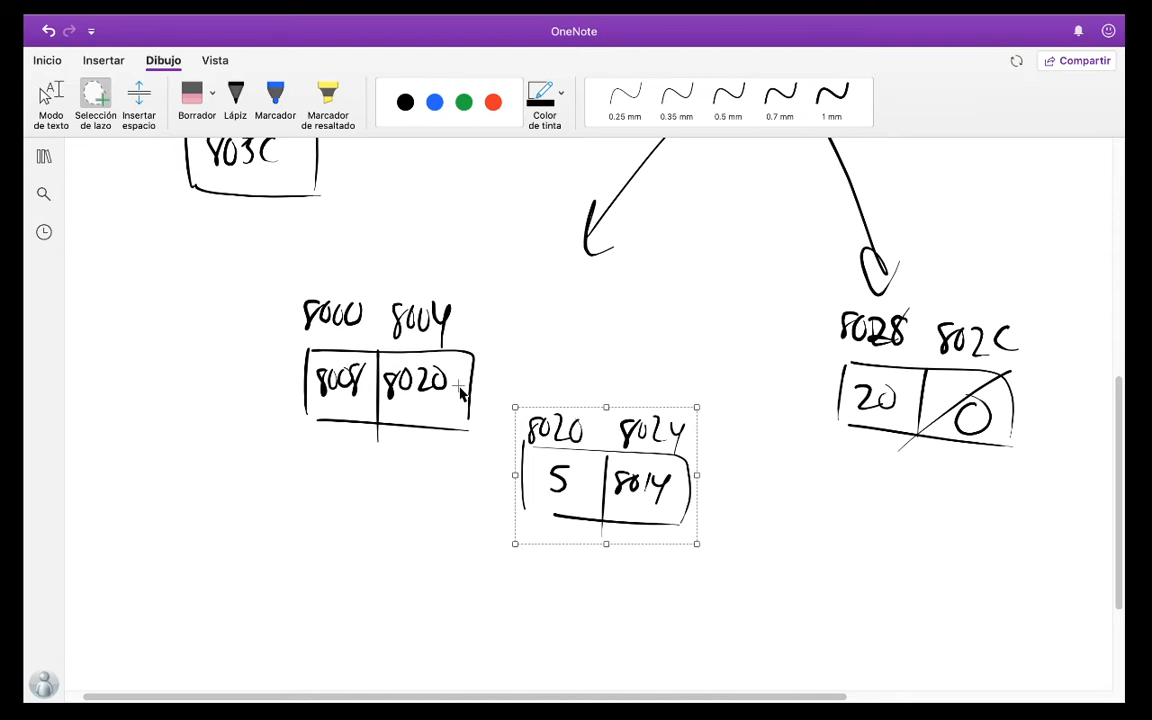 OneNote
Inicio Insertar Dibujo Vista Compartir
Modo de texto
Selección de lazo
Insertar espacio
Borrador
Lápiz
Marcador
Marcador de resaltado
Color de tinta
0.25 mm 0.35 mm 0.5 mm 0.7 mm 1 mm
803C
8000 8004
8008 8020
8028 802C
20 0
8020 8024
5 8014